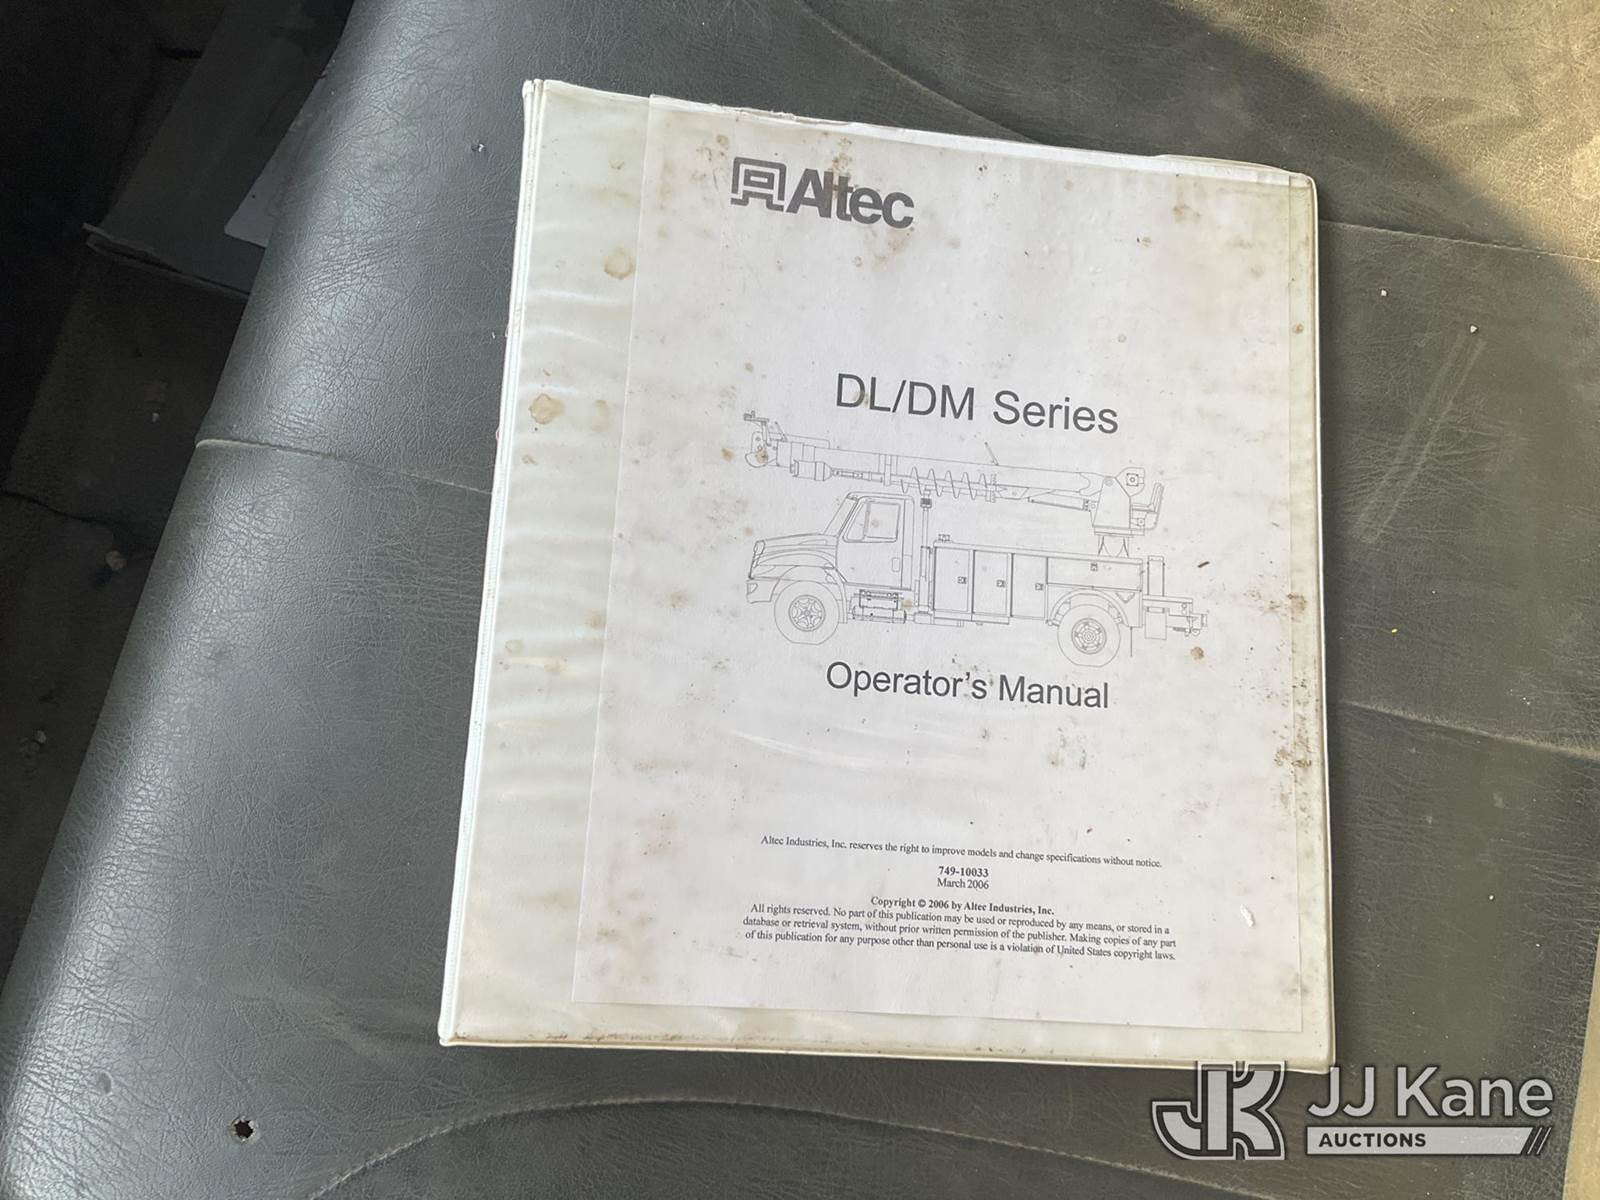 Altec
DL/DM Series
Operator's Manual
Altec Industries, Inc. reserves the right to improve models and change specifications without notice.
749-10033
March 2006
Copyright © 2006 by Altec Industries, Inc.
All rights reserved. No part of this publication may be used or reproduced by any means, or stored in a
database or retrieval system, without prior written permission of the publisher. Making copies of any part
of this publication for any purpose other than personal use is a violation of United States copyright laws.
JK JJ Kane
AUCTIONS